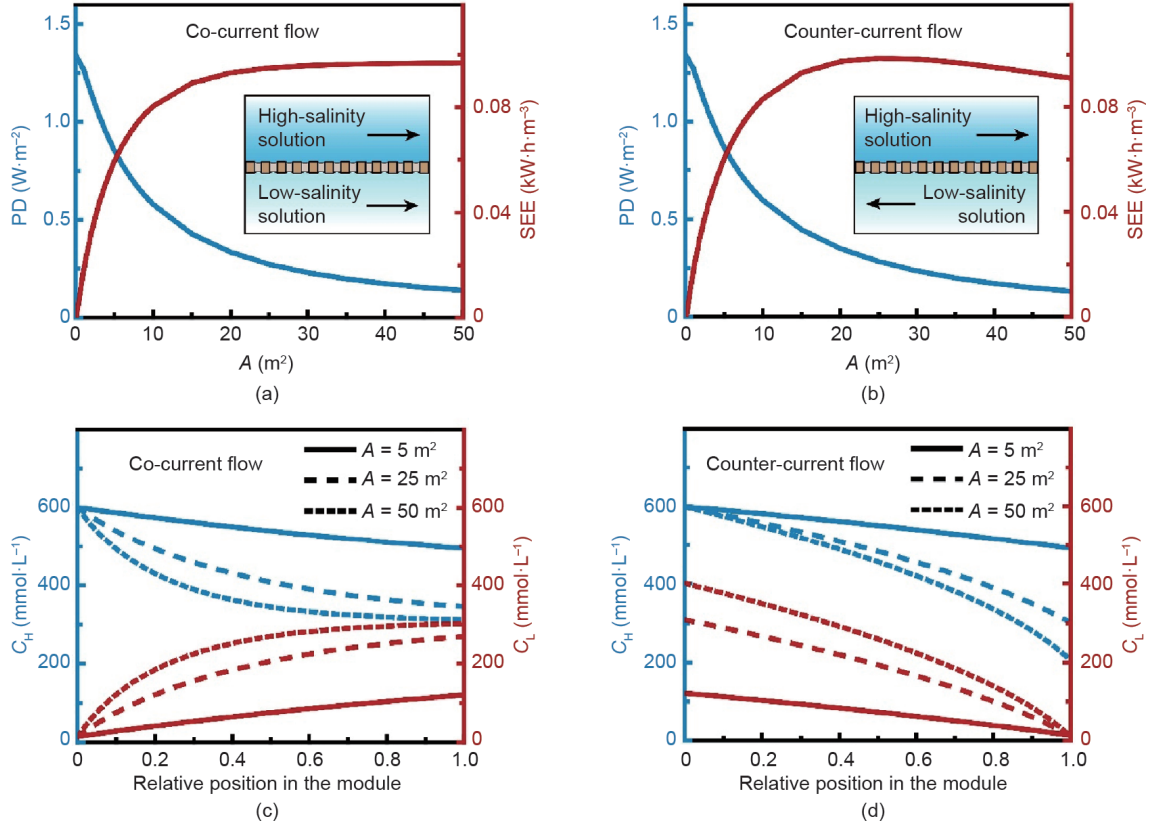 (a)
(b)
1.5
Co-current flow
0.08
PD (W·m⁻²)
1.0
High-salinity
solution
SEE (kW·h·m⁻³)
0.5
Low-salinity
solution
0.04
0
0
0 10 20 30 40 50
A (m²)
(a)
1.5
Counter-current flow
0.08
PD (W·m⁻²)
1.0
High-salinity
solution
SEE (kW·h·m⁻³)
0.5
Low-salinity
solution
0.04
0
0
0 10 20 30 40 50
A (m²)
(b)
Co-current flow
A = 5 m²
A = 25 m²
A = 50 m²
600
400
200
0
C_H (mmol·L⁻¹)
600
400
200
0
C_L (mmol·L⁻¹)
0 0.2 0.4 0.6 0.8 1.0
Relative position in the module
(c)
Counter-current flow
A = 5 m²
A = 25 m²
A = 50 m²
600
400
200
0
C_H (mmol·L⁻¹)
600
400
200
0
C_L (mmol·L⁻¹)
0 0.2 0.4 0.6 0.8 1.0
Relative position in the module
(d)